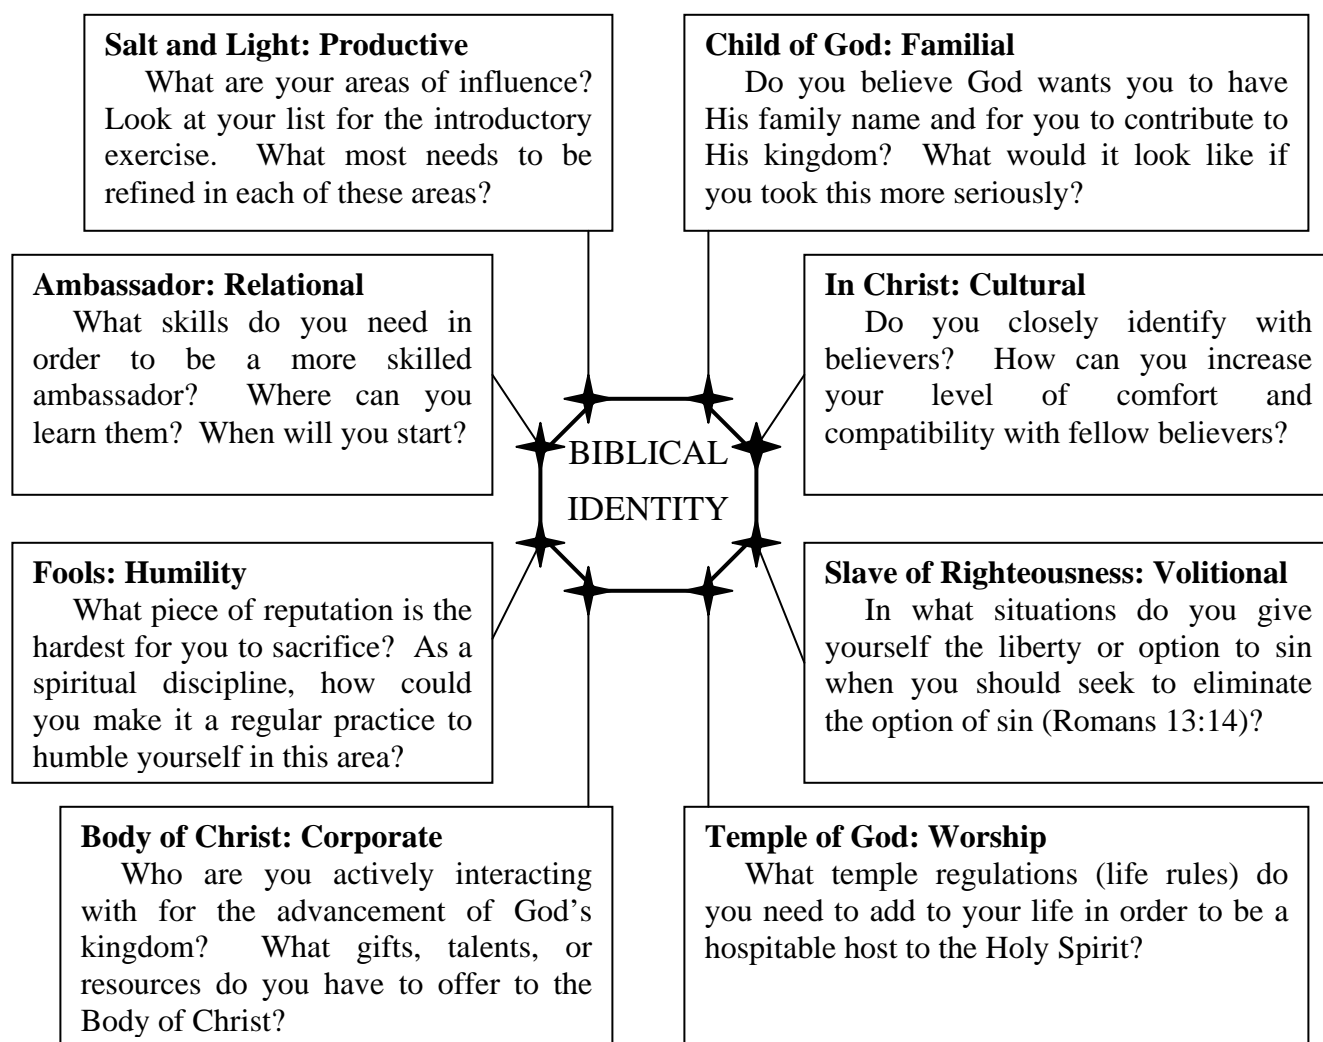 Salt and Light: Productive
What are your areas of influence?
Look at your list for the introductory
exercise. What most needs to be
refined in each of these areas?
Child of God: Familial
Do you believe God wants you to have
His family name and for you to contribute to
His kingdom? What would it look like if
you took this more seriously?
Ambassador: Relational
What skills do you need in
order to be a more skilled
ambassador? Where can you
learn them? When will you start?
In Christ: Cultural
Do you closely identify with
believers? How can you increase
your level of comfort and
compatibility with fellow believers?
BIBLICAL
IDENTITY
Fools: Humility
What piece of reputation is the
hardest for you to sacrifice? As a
spiritual discipline, how could
you make it a regular practice to
humble yourself in this area?
Slave of Righteousness: Volitional
In what situations do you give
yourself the liberty or option to sin
when you should seek to eliminate
the option of sin (Romans 13:14)?
Body of Christ: Corporate
Who are you actively interacting
with for the advancement of God’s
kingdom? What gifts, talents, or
resources do you have to offer to the
Body of Christ?
Temple of God: Worship
What temple regulations (life rules) do
you need to add to your life in order to be a
hospitable host to the Holy Spirit?